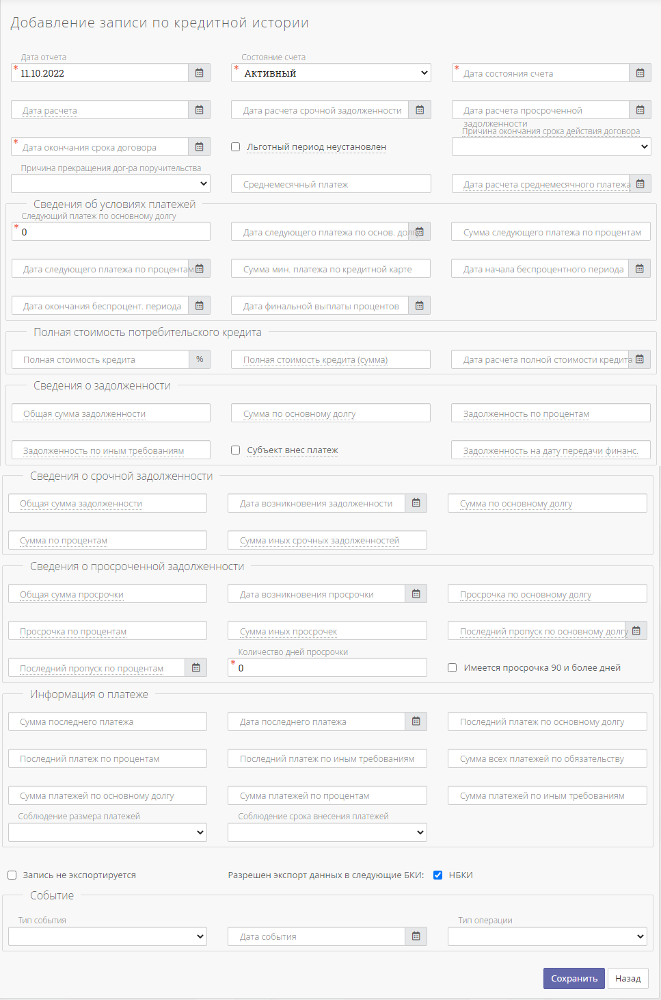 Добавление записи по кредитной истории
Дата отчета
Состояние счета
* 11.10.2022
* Активный
* Дата состояния счета
Дата расчета
Дата расчета срочной задолженности
Дата расчета просроченной задолженности
* Дата окончания срока договора
Льготный период неустановлен
Причина окончания срока действия договора
Причина прекращения дог-ра поручительства
Среднемесячный платеж
Дата расчета среднемесячного платежа
Сведения об условиях платежей
Следующий платеж по основному долгу
* 0
Дата следующего платежа по основ. долгу
Сумма следующего платежа по процентам
Дата следующего платежа по процентам
Сумма мин. платежа по кредитной карте
Дата начала беспроцентного периода
Дата окончания беспроцент. периода
Дата финальной выплаты процентов
Полная стоимость потребительского кредита
Полная стоимость кредита %
Полная стоимость кредита (сумма)
Дата расчета полной стоимости кредита
Сведения о задолженности
Общая сумма задолженности
Сумма по основному долгу
Задолженность по процентам
Задолженность по иным требованиям
Субъект внес платеж
Задолженность на дату передачи финанс.
Сведения о срочной задолженности
Общая сумма задолженности
Дата возникновения задолженности
Сумма по основному долгу
Сумма по процентам
Сумма иных срочных задолженностей
Сведения о просроченной задолженности
Общая сумма просрочки
Дата возникновения просрочки
Просрочка по основному долгу
Просрочка по процентам
Сумма иных просрочек
Последний пропуск по основному долгу
Последний пропуск по процентам
Количество дней просрочки
* 0
Имеется просрочка 90 и более дней
Информация о платеже
Сумма последнего платежа
Дата последнего платежа
Последний платеж по основному долгу
Последний платеж по процентам
Последний платеж по иным требованиям
Сумма всех платежей по обязательству
Сумма платежей по основному долгу
Сумма платежей по процентам
Сумма платежей по иным требованиям
Соблюдение размера платежей
Соблюдение срока внесения платежей
Запись не экспортируется
Разрешен экспорт данных в следующие БКИ:
НБКИ
Событие
Тип события
Дата события
Тип операции
Сохранить
Назад